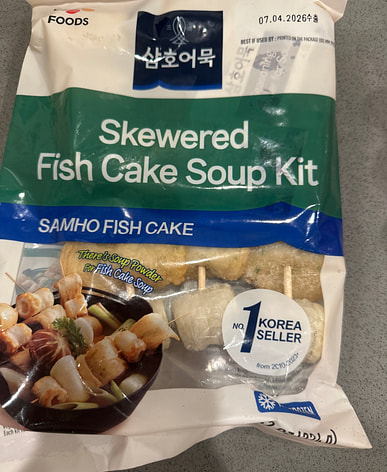 FOODS
07.04.2026수출
삼호어묵
Skewered
Fish Cake Soup Kit
SAMHO FISH CAKE
There's Soup Powder
For Fish Cake Soup
NO.
1
KOREA
SELLER